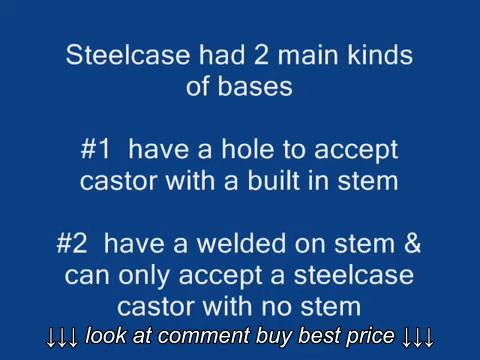 Steelcase had 2 main kinds
of bases
#1  have a hole to accept
castor with a built in stem
#2  have a welded on stem &
can only accept a steelcase
castor with no stem
↓↓↓ look at comment buy best price ↓↓↓